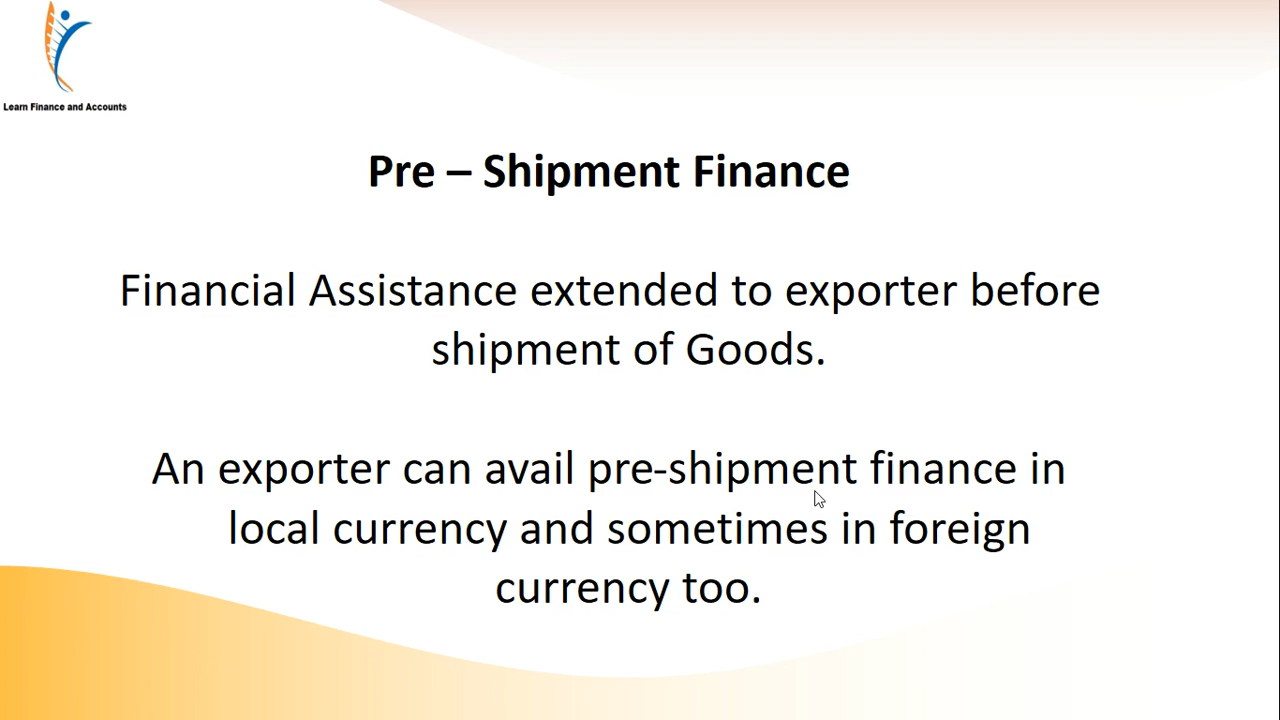 Learn Finance and Accounts
Pre – Shipment Finance
Financial Assistance extended to exporter before
shipment of Goods.
An exporter can avail pre-shipment finance in
local currency and sometimes in foreign
currency too.